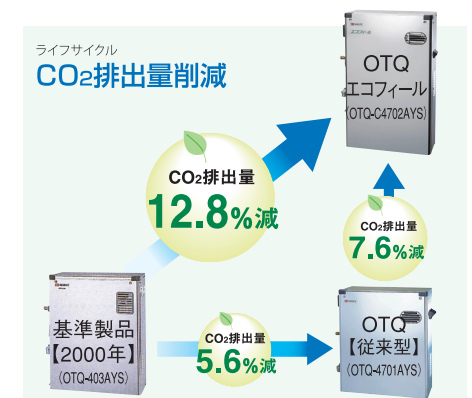 ライフサイクル
CO2排出量削減
OTQ
エコフィール
(OTQ-C4702AYS)
CO2排出量
12.8%減
CO2排出量
7.6%減
基準製品
【2000年】
(OTQ-403AYS)
CO2排出量
5.6%減
OTQ
【従来型】
(OTQ-4701AYS)